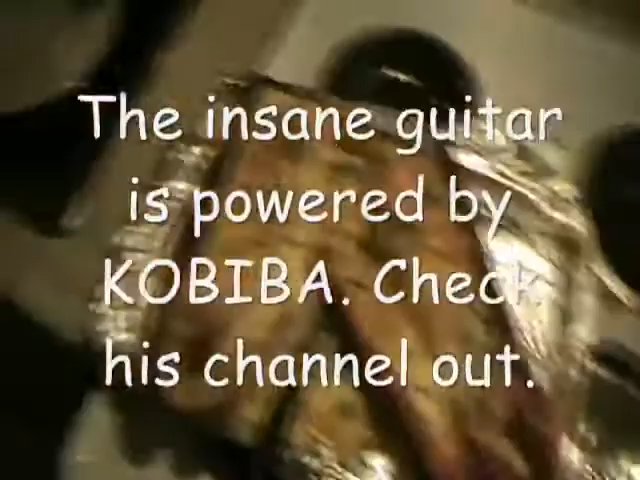 The insane guitar
is powered by
KOBIBA. Check
his channel out.